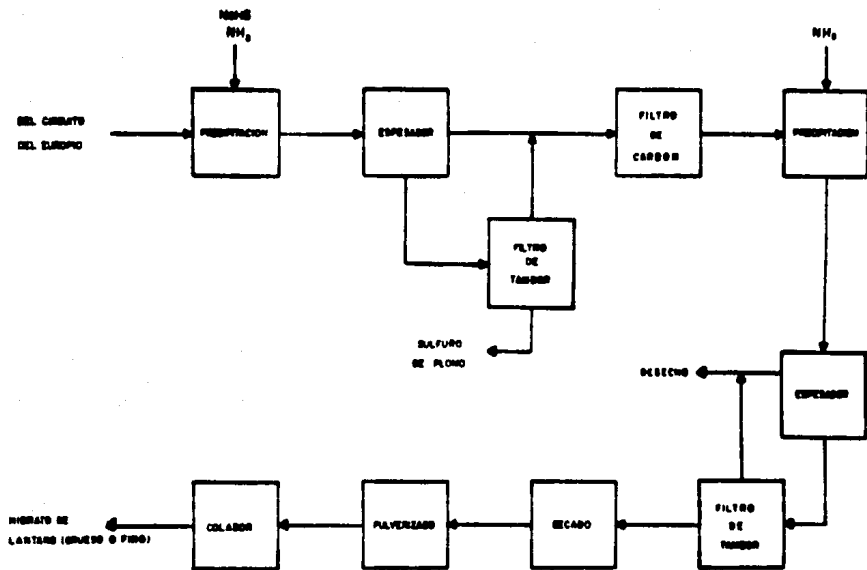 NaHS
NH3
NH3
DEL CIRCUITO
DEL EUROPIO
PRECIPITACION
ESPESADOR
FILTRO
DE
CARBON
PRECIPITACION
FILTRO
DE
TAMBOR
SULFURO
DE PLOMO
DESECHO
ESPESADOR
HIDRATO DE
LANTANO (GRUESO O FINO)
COLADOR
PULVERIZADO
SECADO
FILTRO
DE
TAMBOR